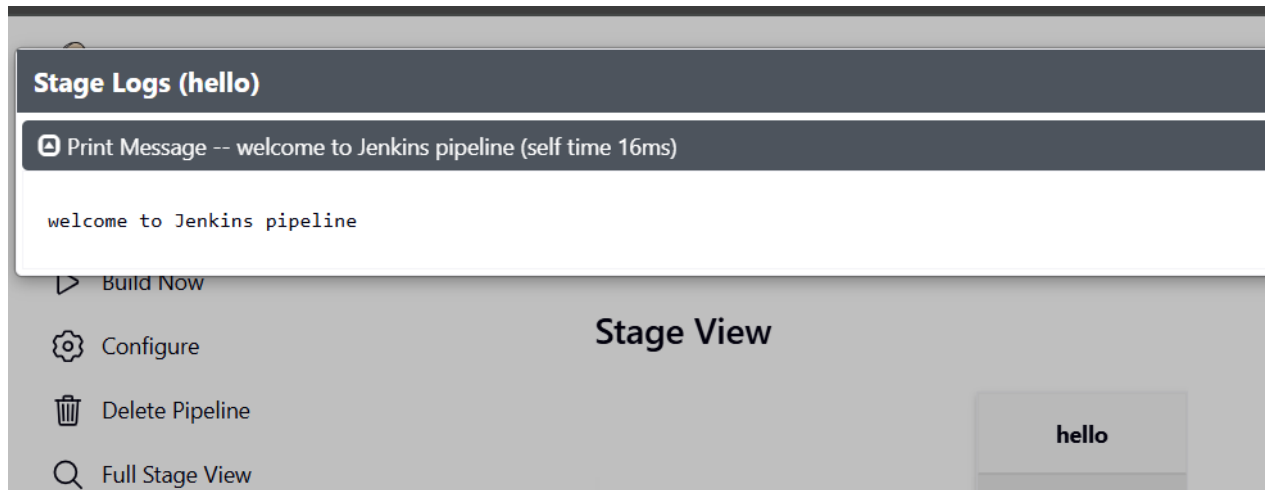 Stage Logs (hello)
Print Message -- welcome to Jenkins pipeline (self time 16ms)
welcome to Jenkins pipeline
Build Now
Configure
Stage View
Delete Pipeline
hello
Full Stage View